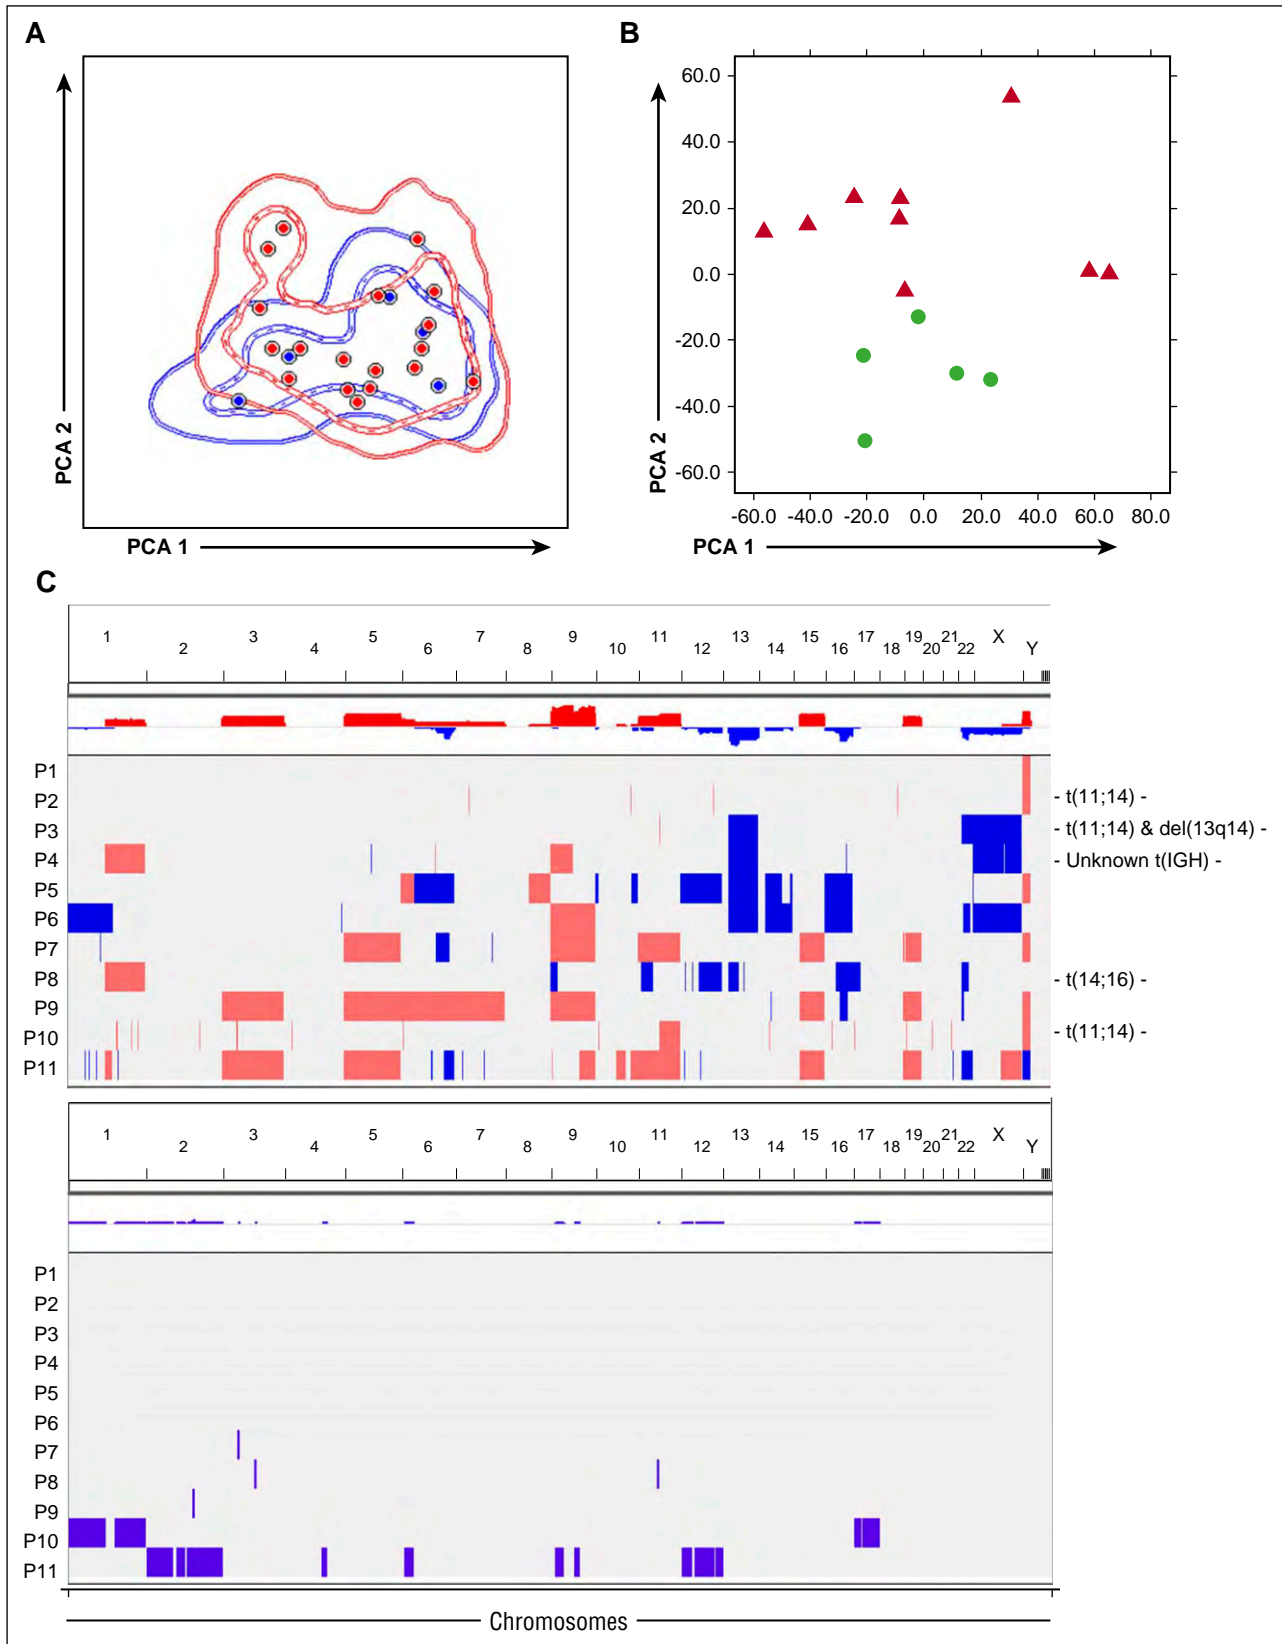 A
PCA 2
PCA 1
B
60.0
40.0
20.0
0.0
-20.0
-40.0
-60.0
PCA 2
-60.0 -40.0 -20.0 0.0 20.0 40.0 60.0 80.0
PCA 1
C
1 2 3 4 5 6 7 8 9 10 11 12 13 14 15 16 17 18 19 20 21 22 X Y
P1
P2 - t(11;14) -
P3 - t(11;14) & del(13q14) -
P4 - Unknown t(IGH) -
P5
P6
P7
P8 - t(14;16) -
P9
P10 - t(11;14) -
P11
1 2 3 4 5 6 7 8 9 10 11 12 13 14 15 16 17 18 19 20 21 22 X Y
P1
P2
P3
P4
P5
P6
P7
P8
P9
P10
P11
Chromosomes